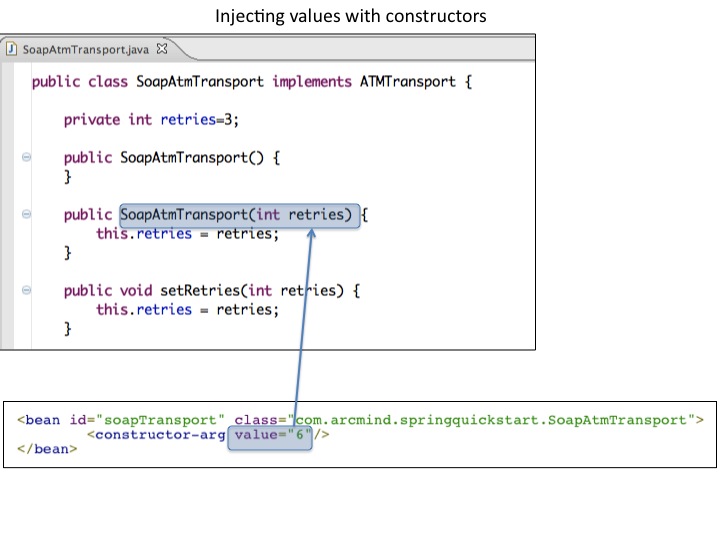 Injecting values with constructors
SoapAtmTransport.java
public class SoapAtmTransport implements ATMTransport {
private int retries=3;
public SoapAtmTransport() {
}
public SoapAtmTransport(int retries) {
this.retries = retries;
}
public void setRetries(int retries) {
this.retries = retries;
}
<bean id="soapTransport" class="com.arcmind.springquickstart.SoapAtmTransport">
<constructor-arg value="6"/>
</bean>